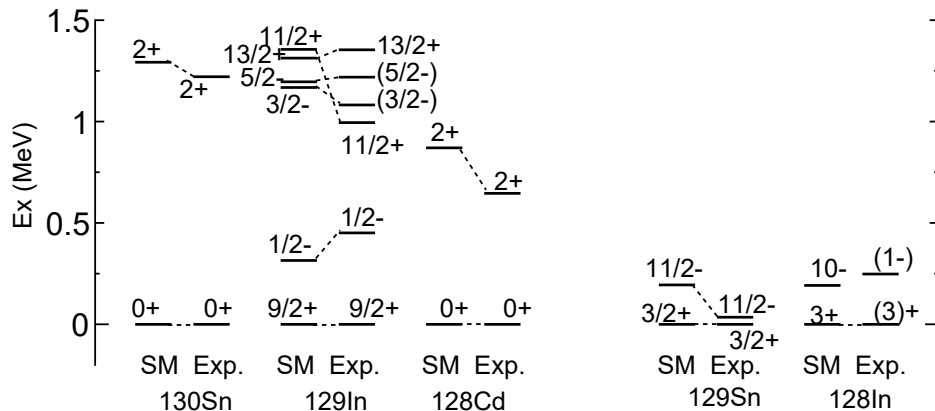 Ex (MeV)
1.5
1
0.5
0
2+
2+
0+
0+
SM Exp.
130Sn
11/2+
13/2+
5/2-
3/2-
13/2+
(5/2-)
(3/2-)
11/2+
1/2-
1/2-
9/2+
9/2+
SM Exp.
129In
2+
2+
0+
0+
SM Exp.
128Cd
11/2-
11/2-
3/2+
3/2+
SM Exp.
129Sn
10-
(1-)
3+
(3)+
SM Exp.
128In